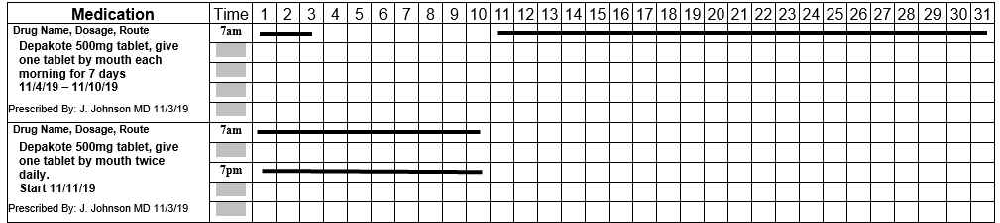 Medication Time 1 2 3 4 5 6 7 8 9 10 11 12 13 14 15 16 17 18 19 20 21 22 23 24 25 26 27 28 29 30 31
Drug Name, Dosage, Route 7am
Depakote 500mg tablet, give
one tablet by mouth each
morning for 7 days
11/4/19 – 11/10/19
Prescribed By: J. Johnson MD 11/3/19
Drug Name, Dosage, Route 7am
Depakote 500mg tablet, give
one tablet by mouth twice 7pm
daily.
Start 11/11/19
Prescribed By: J. Johnson MD 11/3/19